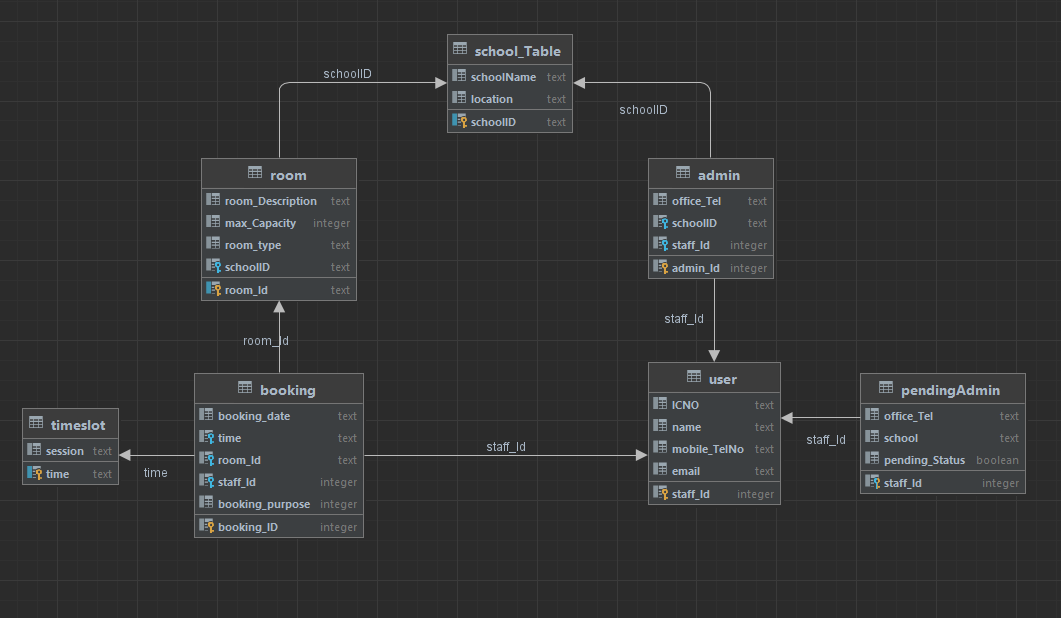 school_Table
schoolName text
location text
schoolID text
schoolID
schoolID
room
room_Description text
max_Capacity integer
room_type text
schoolID text
room_Id text
admin
office_Tel text
schoolID text
staff_Id integer
admin_Id integer
room_Id
staff_Id
booking
booking_date text
time text
room_Id text
staff_Id integer
booking_purpose integer
booking_ID integer
timeslot
session text
time text
time
staff_Id
user
ICNO text
name text
mobile_TelNo text
email text
staff_Id integer
staff_Id
pendingAdmin
office_Tel text
school text
pending_Status boolean
staff_Id integer